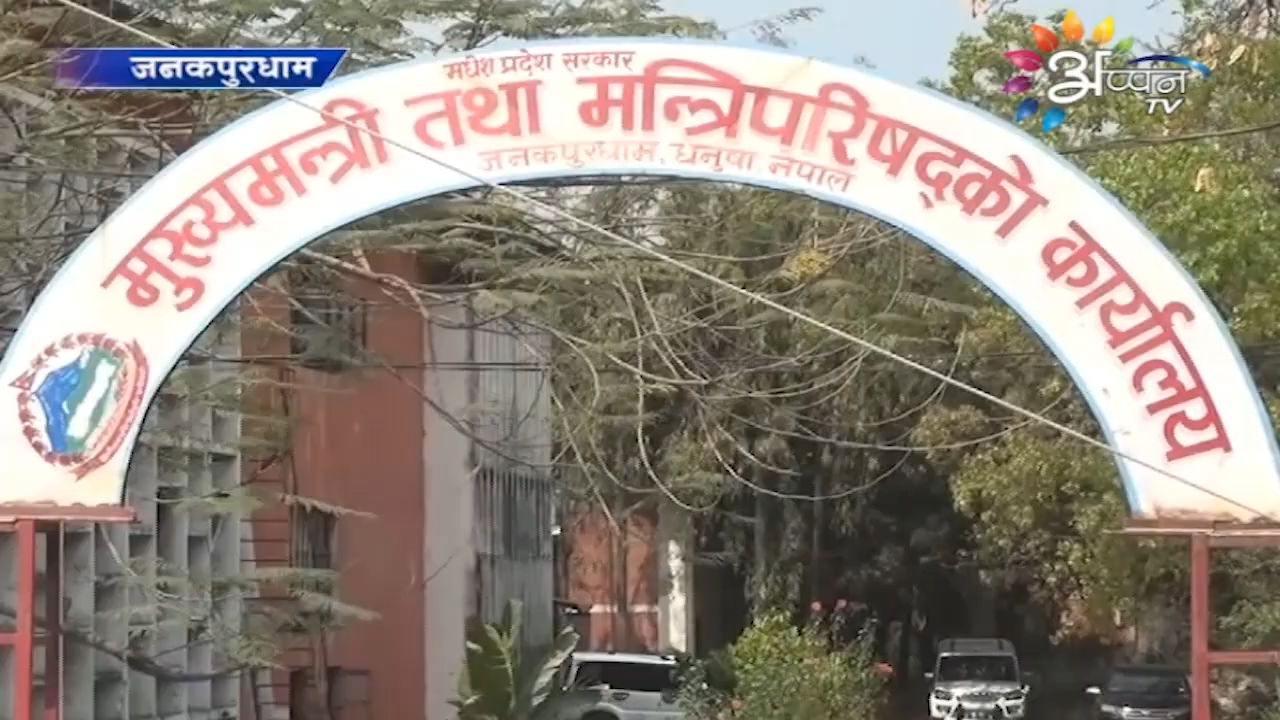 जनकपुरधाम
अप्पन
TV
मधेश प्रदेश सरकार
मुख्यमन्त्री तथा मन्त्रिपरिषद्को कार्यालय
जनकपुरधाम, धनुषा, नेपाल